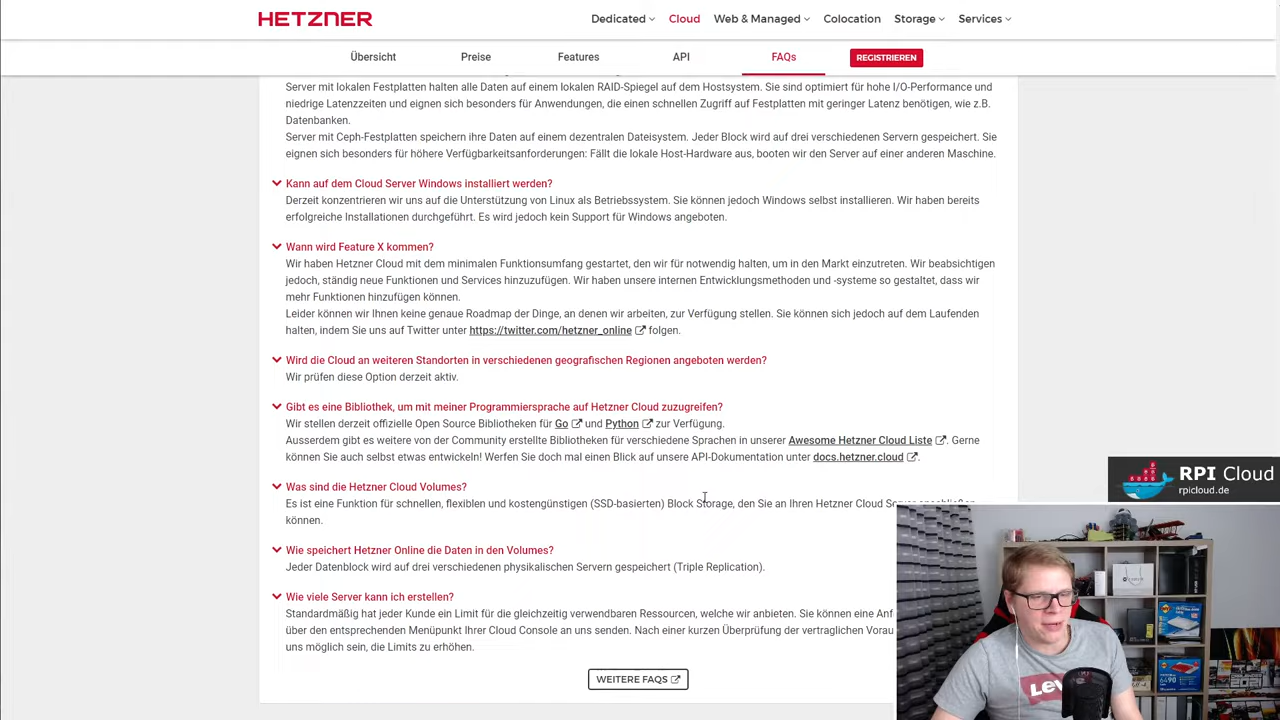 HETZNER
Dedicated
Cloud
Web & Managed
Colocation
Storage
Services
Übersicht
Preise
Features
API
FAQs
REGISTRIEREN
Server mit lokalen Festplatten halten alle Daten auf einem lokalen RAID-Spiegel auf dem Hostsystem. Sie sind optimiert für hohe I/O-Performance und
niedrige Latenzzeiten und eignen sich besonders für Anwendungen, die einen schnellen Zugriff auf Festplatten mit geringer Latenz benötigen, wie z.B.
Datenbanken.
Server mit Ceph-Festplatten speichern ihre Daten auf einem dezentralen Dateisystem. Jeder Block wird auf drei verschiedenen Servern gespeichert. Sie
eignen sich besonders für höhere Verfügbarkeitsanforderungen: Fällt die lokale Host-Hardware aus, booten wir den Server auf einer anderen Maschine.
Kann auf dem Cloud Server Windows installiert werden?
Derzeit konzentrieren wir uns auf die Unterstützung von Linux als Betriebssystem. Sie können jedoch Windows selbst installieren. Wir haben bereits
erfolgreiche Installationen durchgeführt. Es wird jedoch kein Support für Windows angeboten.
Wann wird Feature X kommen?
Wir haben Hetzner Cloud mit dem minimalen Funktionsumfang gestartet, den wir für notwendig halten, um in den Markt einzutreten. Wir beabsichtigen
jedoch, ständig neue Funktionen und Services hinzuzufügen. Wir haben unsere internen Entwicklungsmethoden und -systeme so gestaltet, dass wir
mehr Funktionen hinzufügen können.
Leider können wir Ihnen keine genaue Roadmap der Dinge, an denen wir arbeiten, zur Verfügung stellen. Sie können sich jedoch auf dem Laufenden
halten, indem Sie uns auf Twitter unter https://twitter.com/hetzner_online folgen.
Wird die Cloud an weiteren Standorten in verschiedenen geografischen Regionen angeboten werden?
Wir prüfen diese Option derzeit aktiv.
Gibt es eine Bibliothek, um mit meiner Programmiersprache auf Hetzner Cloud zuzugreifen?
Wir stellen derzeit offizielle Open Source Bibliotheken für Go und Python zur Verfügung.
Ausserdem gibt es weitere von der Community erstellte Bibliotheken für verschiedene Sprachen in unserer Awesome Hetzner Cloud Liste. Gerne
können Sie auch selbst etwas entwickeln! Werfen Sie doch mal einen Blick auf unsere API-Dokumentation unter docs.hetzner.cloud.
Was sind die Hetzner Cloud Volumes?
Es ist eine Funktion für schnellen, flexiblen und kostengünstigen (SSD-basierten) Block Storage, den Sie an Ihren Hetzner Cloud Server anschließen
können.
Wie speichert Hetzner Online die Daten in den Volumes?
Jeder Datenblock wird auf drei verschiedenen physikalischen Servern gespeichert (Triple Replication).
Wie viele Server kann ich erstellen?
Standardmäßig hat jeder Kunde ein Limit für die gleichzeitig verwendbaren Ressourcen, welche wir anbieten. Sie können eine Anf
über den entsprechenden Menüpunkt Ihrer Cloud Console an uns senden. Nach einer kurzen Überprüfung der vertraglichen Vorau
uns möglich sein, die Limits zu erhöhen.
WEITERE FAQS
RPI Cloud
rpicloud.de